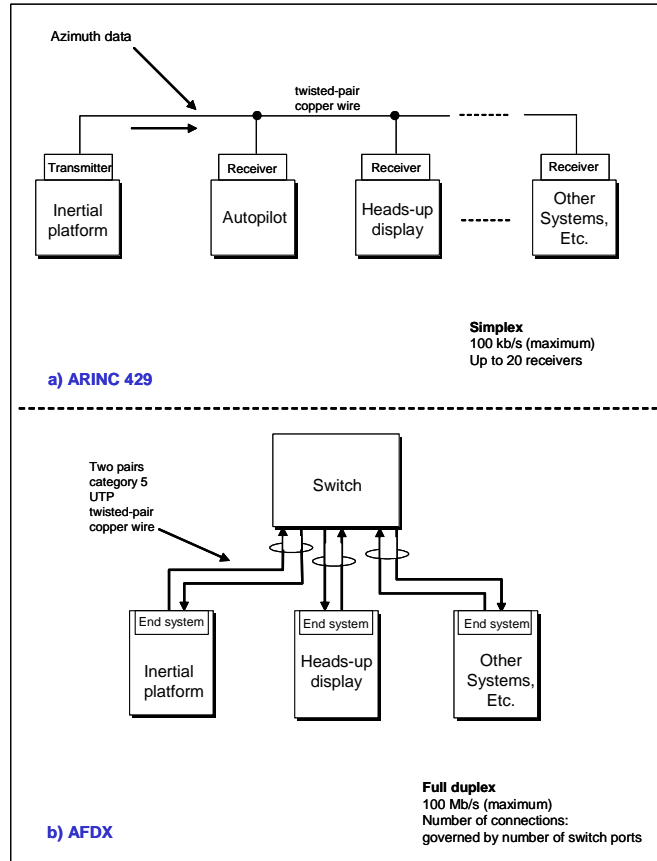 Azimuth data
twisted-pair
copper wire
Transmitter
Receiver
Receiver
Receiver
Inertial
platform
Autopilot
Heads-up
display
Other
Systems,
Etc.
Simplex
100 kb/s (maximum)
Up to 20 receivers
a) ARINC 429
Two pairs
category 5
UTP
twisted-pair
copper wire
Switch
End system
End system
End system
Inertial
platform
Heads-up
display
Other
Systems,
Etc.
Full duplex
100 Mb/s (maximum)
Number of connections:
governed by number of switch ports
b) AFDX